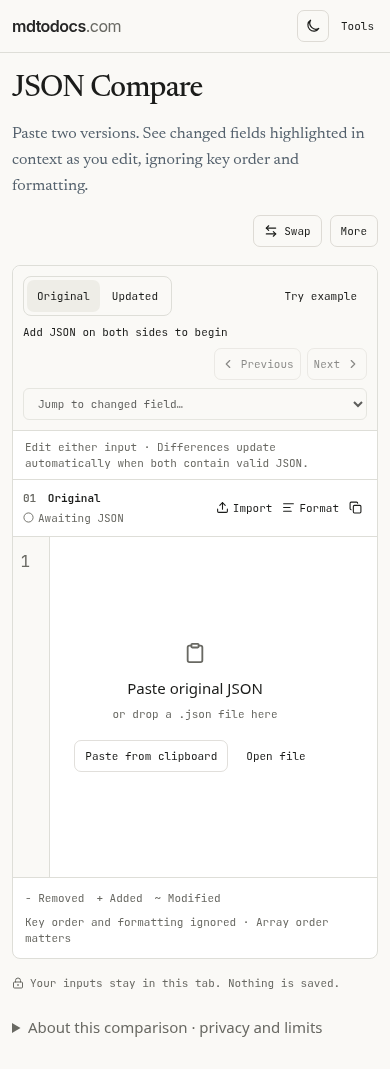 mdtodocs.com
Tools
JSON Compare
Paste two versions. See changed fields highlighted in
context as you edit, ignoring key order and
formatting.
Swap
More
Original
Updated
Try example
Add JSON on both sides to begin
Previous
Next
Jump to changed field…
Edit either input · Differences update
automatically when both contain valid JSON.
01 Original
Awaiting JSON
Import
Format
1
Paste original JSON
or drop a .json file here
Paste from clipboard
Open file
- Removed + Added ~ Modified
Key order and formatting ignored · Array order
matters
Your inputs stay in this tab. Nothing is saved.
About this comparison · privacy and limits